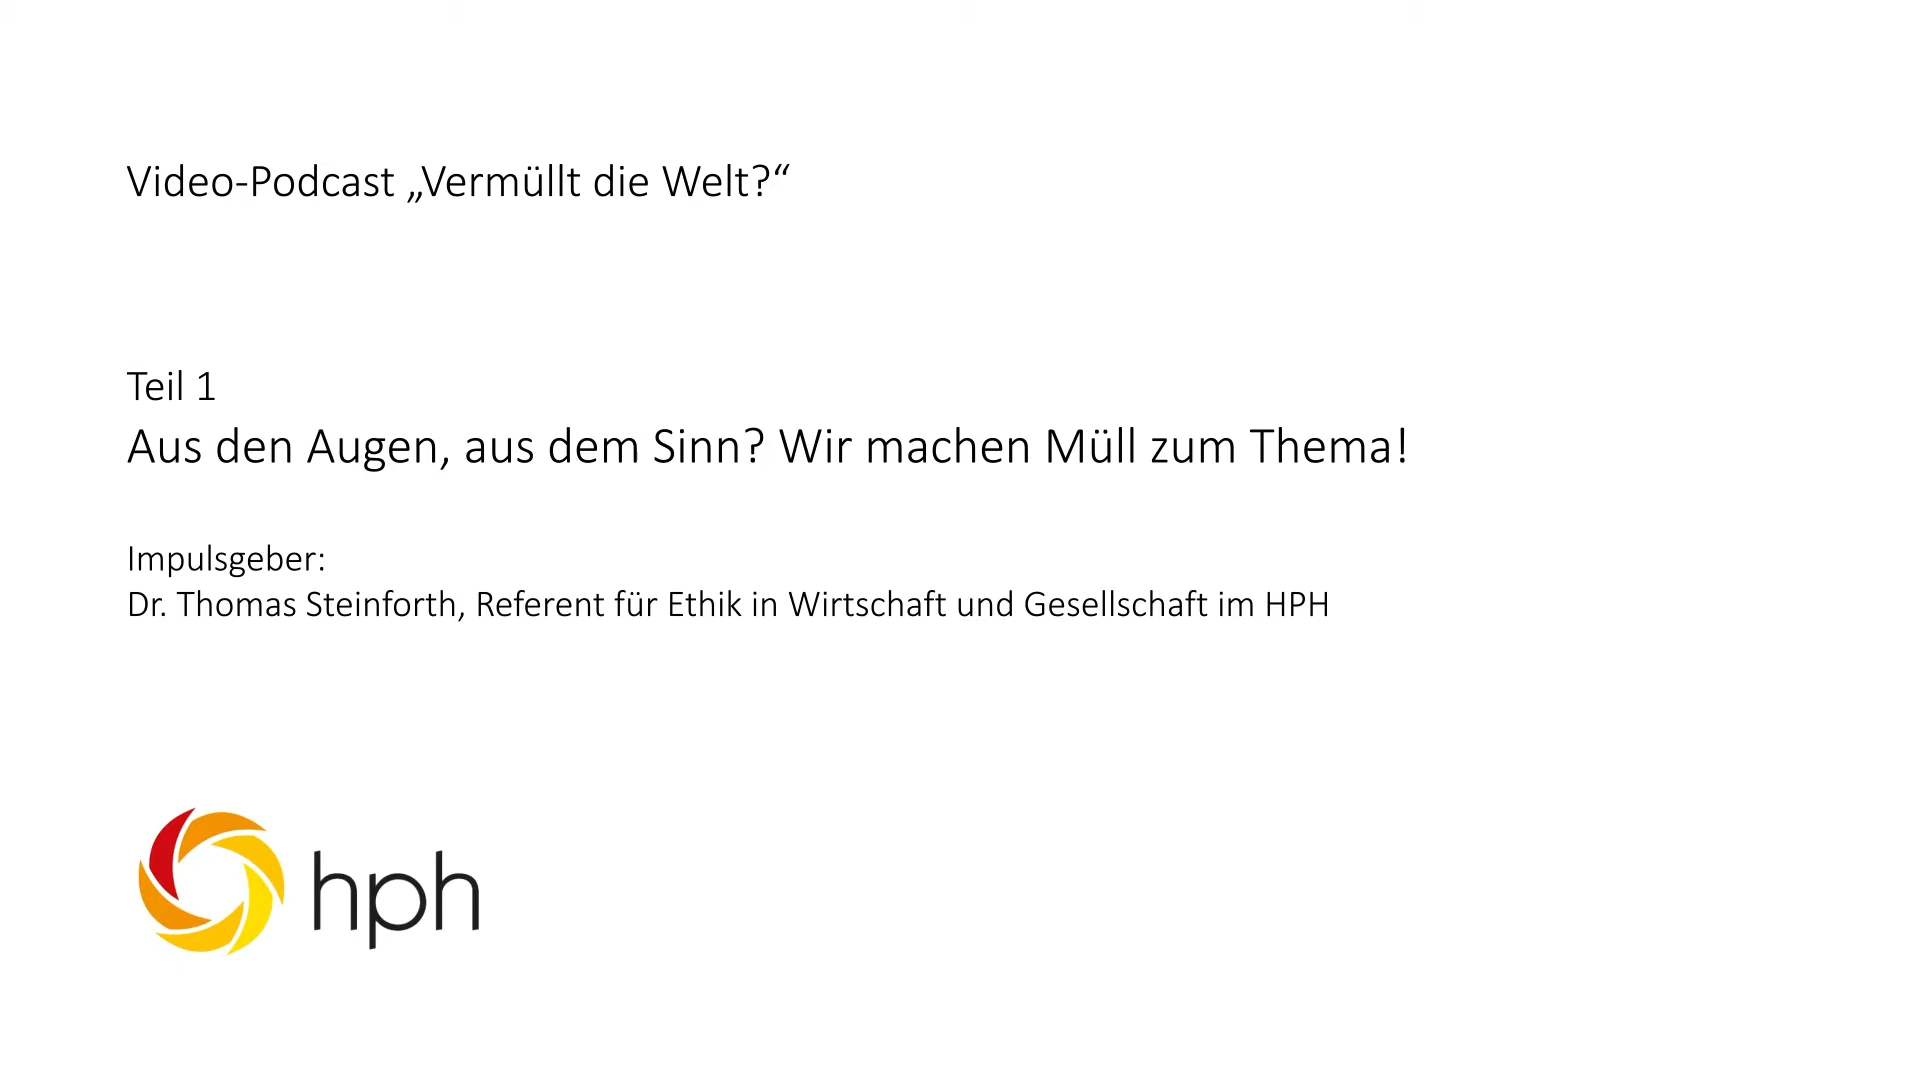 Video-Podcast „Vermüllt die Welt?“
Teil 1
Aus den Augen, aus dem Sinn? Wir machen Müll zum Thema!
Impulsgeber:
Dr. Thomas Steinforth, Referent für Ethik in Wirtschaft und Gesellschaft im HPH
hph